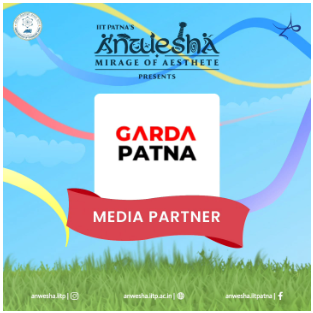 IIT PATNA'S
anwesha
MIRAGE OF AESTHETE
PRESENTS
GARDA
PATNA
MEDIA PARTNER
anwesha.iitp |
anwesha.iitp.ac.in |
anwesha.iitpatna |